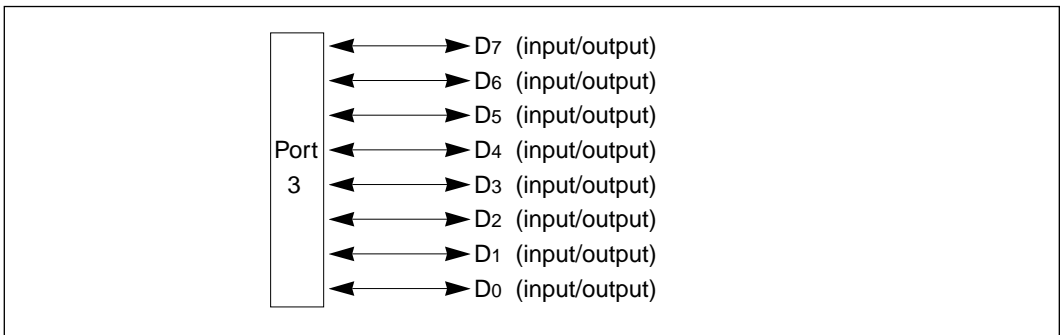 D7 (input/output)
D6 (input/output)
D5 (input/output)
Port
D4 (input/output)
3
D3 (input/output)
D2 (input/output)
D1 (input/output)
D0 (input/output)